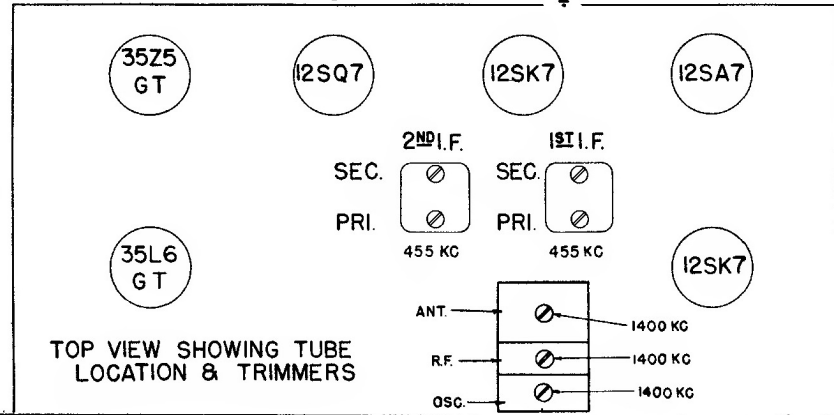 35Z5
GT
12SQ7
12SK7
12SA7
2ND I.F.
1ST I.F.
SEC.
SEC.
PRI.
PRI.
455 KC
455 KC
35L6
GT
12SK7
ANT.
1400 KC
R.F.
1400 KC
OSC.
1400 KC
TOP VIEW SHOWING TUBE
LOCATION & TRIMMERS